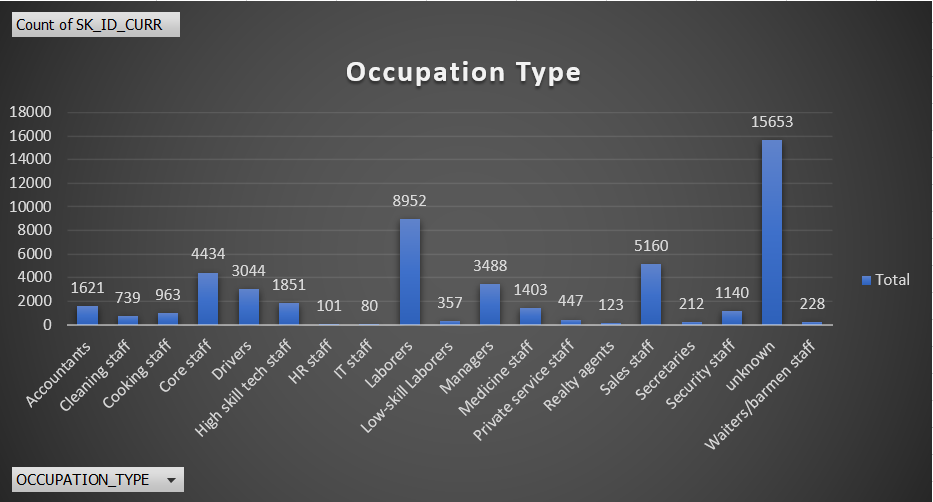 Count of SK_ID_CURR
Occupation Type
18000
16000
14000
12000
10000
8000
6000
4000
2000
0
1621
739
963
4434
3044
1851
101
80
8952
357
3488
1403
447
123
5160
212
1140
15653
228
Accountants
Cleaning staff
Cooking staff
Core staff
Drivers
High skill tech staff
HR staff
IT staff
Laborers
Low-skill Laborers
Managers
Medicine staff
Private service staff
Realty agents
Sales staff
Secretaries
Security staff
unknown
Waiters/barmen staff
Total
OCCUPATION_TYPE